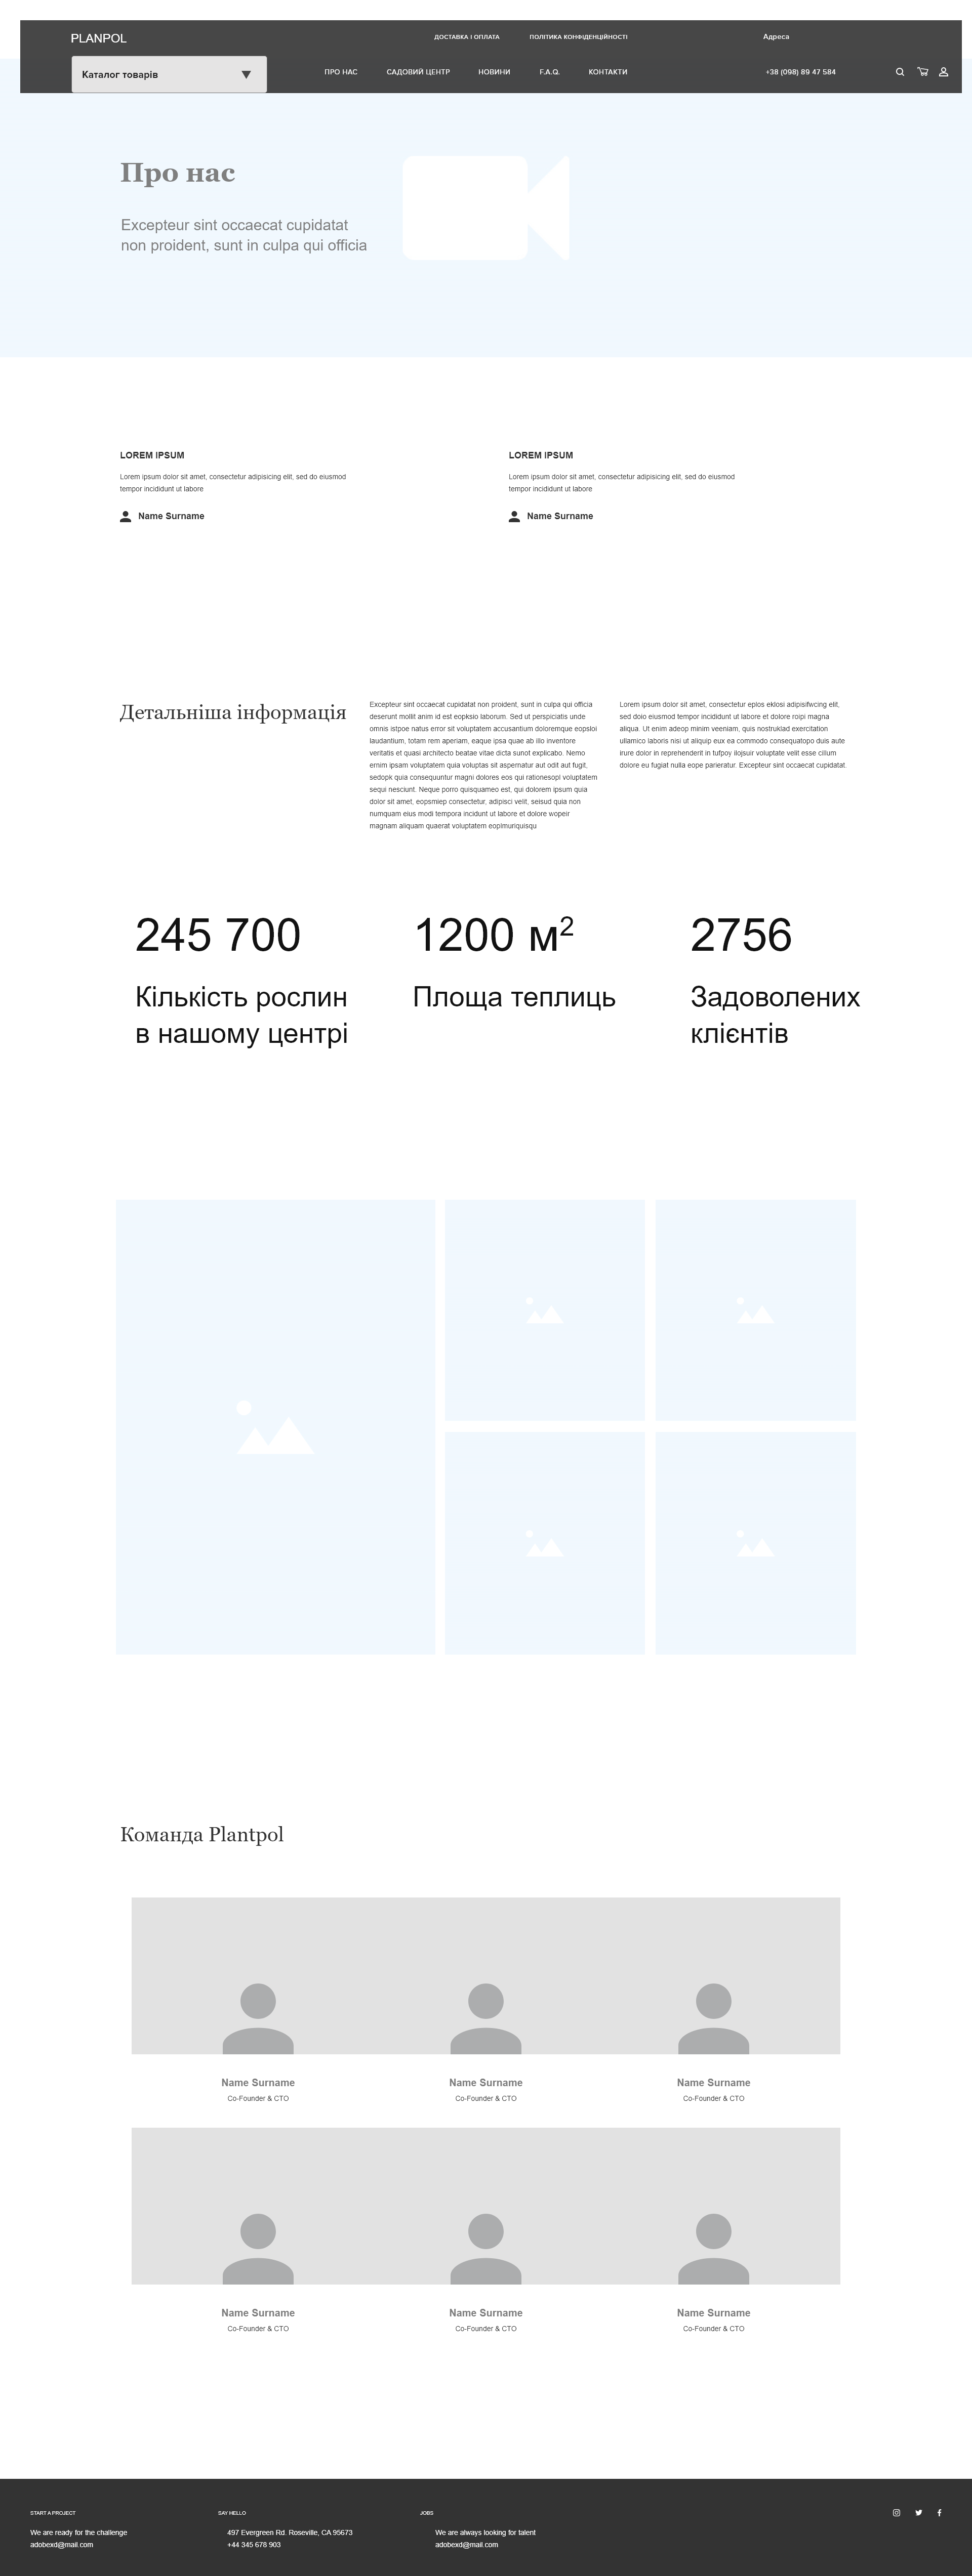 PLANPOL
ДОСТАВКА І ОПЛАТА
ПОЛІТИКА КОНФІДЕНЦІЙНОСТІ
Адреса
Каталог товарів
ПРО НАС
САДОВИЙ ЦЕНТР
НОВИНИ
F.A.Q.
КОНТАКТИ
+38 (098) 89 47 584
Про нас
Excepteur sint occaecat cupidatat
non proident, sunt in culpa qui officia
LOREM IPSUM
Lorem ipsum dolor sit amet, consectetur adipisicing elit, sed do eiusmod
tempor incididunt ut labore
Name Surname
LOREM IPSUM
Lorem ipsum dolor sit amet, consectetur adipisicing elit, sed do eiusmod
tempor incididunt ut labore
Name Surname
Детальніша інформація
Excepteur sint occaecat cupidatat non proident, sunt in culpa qui officia
deserunt mollit anim id est eopksio laborum. Sed ut perspiciatis unde
omnis istpoe natus error sit voluptatem accusantium doloremque eopsloi
laudantium, totam rem aperiam, eaque ipsa quae ab illo inventore
veritatis et quasi architecto beatae vitae dicta sunot explicabo. Nemo
ernim ipsam voluptatem quia voluptas sit aspernatur aut odit aut fugit,
sedopk quia consequuntur magni dolores eos qui rationesopl voluptatem
sequi nesciunt. Neque porro quisquameo est, qui dolorem ipsum quia
dolor sit amet, eopsmiep consectetur, adipisci velit, seisud quia non
numquam eius modi tempora incidunt ut labore et dolore wopeir
magnam aliquam quaerat voluptatem eoplmuriquisqu
Lorem ipsum dolor sit amet, consectetur epios eklosi adipisifwcing elit,
sed doio eiusmod tempor incididunt ut labore et dolore rolpi magna
aliqua. Ut enim adeop minim veeniam, quis nostruklad exercitation
ullamico laboris nisi ut aliquip eux ea commodo consequatopo duis aute
irure dolor in reprehenderit in tufpoy ilojsuir voluptate velit esse cillum
dolore eu fugiat nulla eope parieratur. Excepteur sint occaecat cupidatat.
245 700
Кількість рослин
в нашому центрі
1200 м²
Площа теплиць
2756
Задоволених
клієнтів
Команда Plantpol
Name Surname
Co-Founder & CTO
Name Surname
Co-Founder & CTO
Name Surname
Co-Founder & CTO
Name Surname
Co-Founder & CTO
Name Surname
Co-Founder & CTO
Name Surname
Co-Founder & CTO
START A PROJECT
We are ready for the challenge
adobexd@mail.com
SAY HELLO
497 Evergreen Rd. Roseville, CA 95673
+44 345 678 903
JOBS
We are always looking for talent
adobexd@mail.com